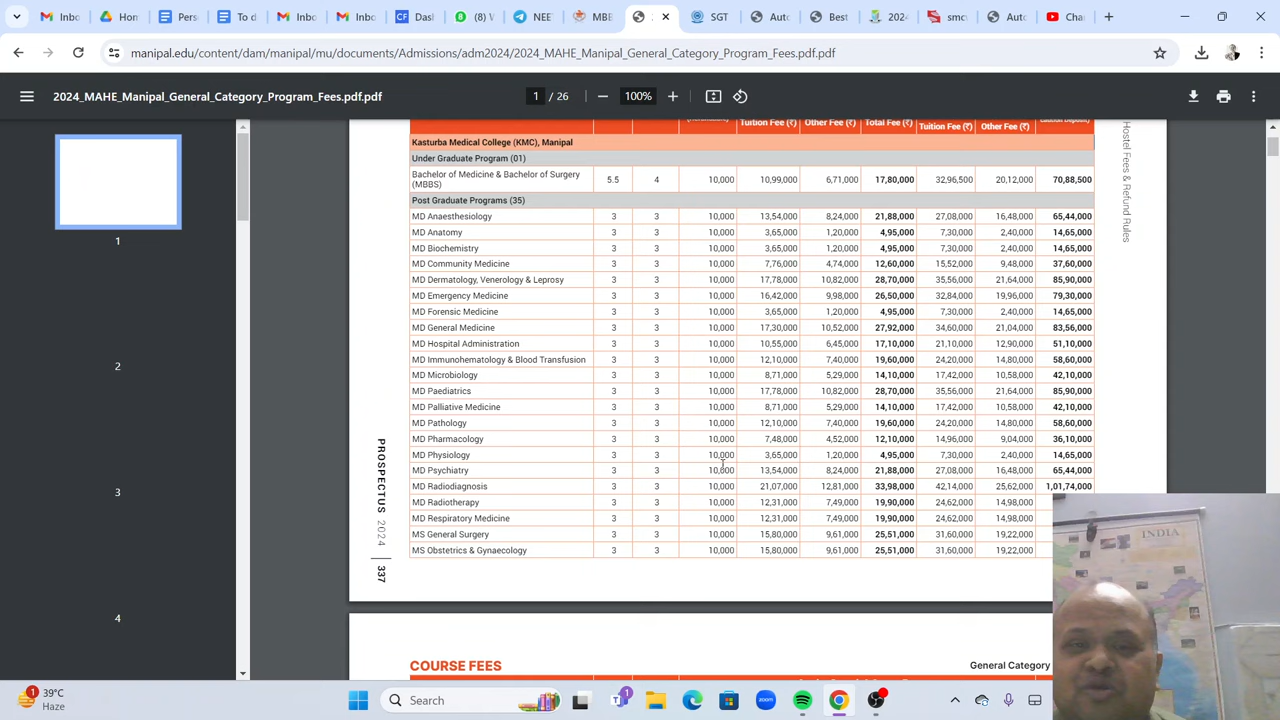 Inbo
Hom
Pers
To d
Inbo
Inbo
Dash
(8) W
NEE
MBB
SGT
Auto
Best
2024
smc
Auto
Cha
manipal.edu/content/dam/manipal/mu/documents/Admissions/adm2024/2024_MAHE_Manipal_General_Category_Program_Fees.pdf.pdf
2024_MAHE_Manipal_General_Category_Program_Fees.pdf.pdf
1 / 26
100%
1
2
3
4
Tuition Fee (₹) Other Fee (₹) Total Fee (₹) Tuition Fee (₹) Other Fee (₹)
Kasturba Medical College (KMC), Manipal
Under Graduate Program (01)
Bachelor of Medicine & Bachelor of Surgery (MBBS) 5.5 4 10,000 10,99,000 6,71,000 17,80,000 32,96,500 20,12,000 70,88,500
Post Graduate Programs (35)
MD Anaesthesiology 3 3 10,000 13,54,000 8,24,000 21,88,000 27,08,000 16,48,000 65,44,000
MD Anatomy 3 3 10,000 3,65,000 1,20,000 4,95,000 7,30,000 2,40,000 14,65,000
MD Biochemistry 3 3 10,000 3,65,000 1,20,000 4,95,000 7,30,000 2,40,000 14,65,000
MD Community Medicine 3 3 10,000 7,76,000 4,74,000 12,60,000 15,52,000 9,48,000 37,60,000
MD Dermatology, Venerology & Leprosy 3 3 10,000 17,78,000 10,82,000 28,70,000 35,56,000 21,64,000 85,90,000
MD Emergency Medicine 3 3 10,000 16,42,000 9,98,000 26,50,000 32,84,000 19,96,000 79,30,000
MD Forensic Medicine 3 3 10,000 3,65,000 1,20,000 4,95,000 7,30,000 2,40,000 14,65,000
MD General Medicine 3 3 10,000 17,30,000 10,52,000 27,92,000 34,60,000 21,04,000 83,56,000
MD Hospital Administration 3 3 10,000 10,55,000 6,45,000 17,10,000 21,10,000 12,90,000 51,10,000
MD Immunohematology & Blood Transfusion 3 3 10,000 12,10,000 7,40,000 19,60,000 24,20,000 14,80,000 58,60,000
MD Microbiology 3 3 10,000 8,71,000 5,29,000 14,10,000 17,42,000 10,58,000 42,10,000
MD Paediatrics 3 3 10,000 17,78,000 10,82,000 28,70,000 35,56,000 21,64,000 85,90,000
MD Palliative Medicine 3 3 10,000 8,71,000 5,29,000 14,10,000 17,42,000 10,58,000 42,10,000
MD Pathology 3 3 10,000 12,10,000 7,40,000 19,60,000 24,20,000 14,80,000 58,60,000
MD Pharmacology 3 3 10,000 7,48,000 4,52,000 12,10,000 14,96,000 9,04,000 36,10,000
MD Physiology 3 3 10,000 3,65,000 1,20,000 4,95,000 7,30,000 2,40,000 14,65,000
MD Psychiatry 3 3 10,000 13,54,000 8,24,000 21,88,000 27,08,000 16,48,000 65,44,000
MD Radiodiagnosis 3 3 10,000 21,07,000 12,81,000 33,98,000 42,14,000 25,62,000 1,01,74,000
MD Radiotherapy 3 3 10,000 12,31,000 7,49,000 19,90,000 24,62,000 14,98,000
MD Respiratory Medicine 3 3 10,000 12,31,000 7,49,000 19,90,000 24,62,000 14,98,000
MS General Surgery 3 3 10,000 15,80,000 9,61,000 25,51,000 31,60,000 19,22,000
MS Obstetrics & Gynaecology 3 3 10,000 15,80,000 9,61,000 25,51,000 31,60,000 19,22,000
Hostel Fees & Refund Rules
PROSPECTUS 2024
337
COURSE FEES
General Category
INDIA
1
39°C
Haze
Search
1